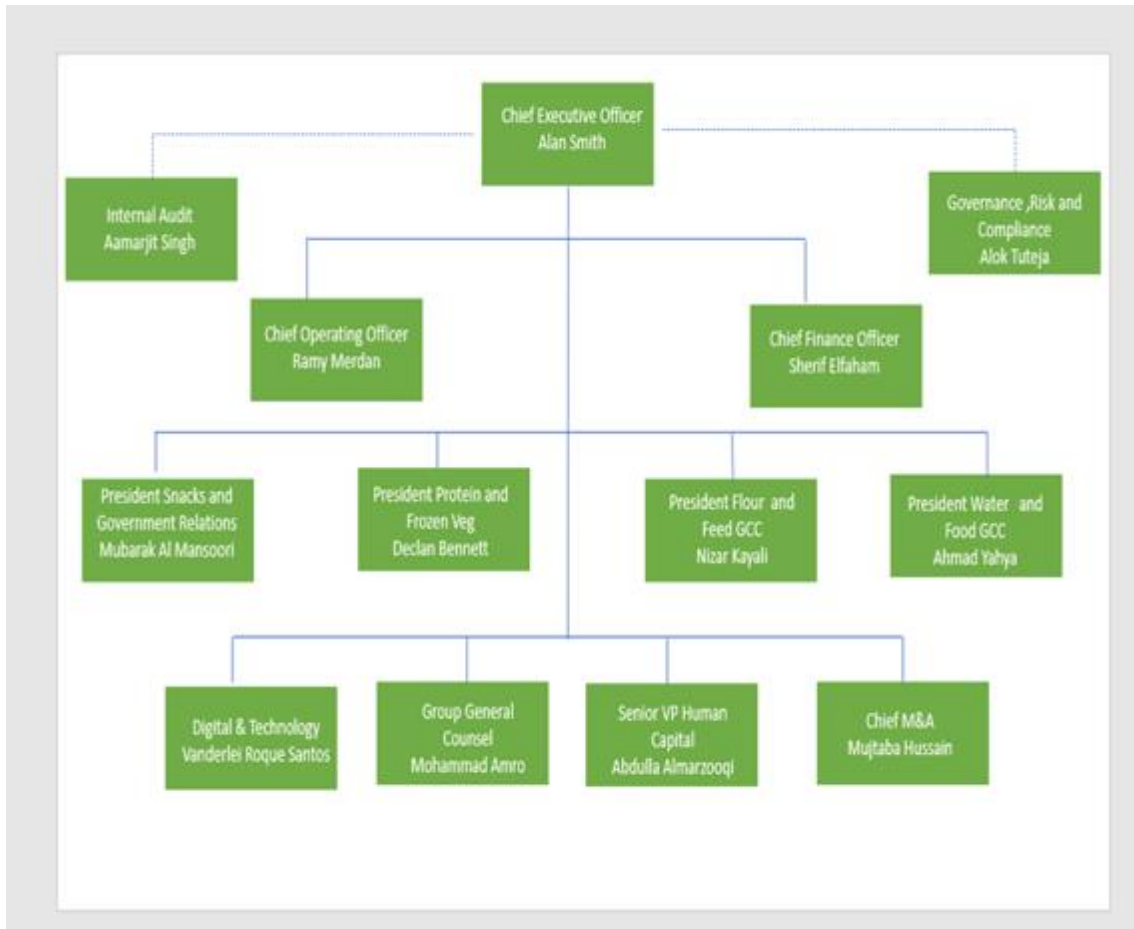 Chief Executive Officer
Alan Smith
Internal Audit
Aamarjit Singh
Governance ,Risk and
Compliance
Alok Tuteja
Chief Operating Officer
Ramy Merdan
Chief Finance Officer
Sherif Elfaham
President Snacks and
Government Relations
Mubarak Al Mansoori
President Protein and
Frozen Veg
Declan Bennett
President Flour and
Feed GCC
Nizar Kayali
President Water and
Food GCC
Ahmad Yahya
Digital & Technology
Vanderlei Roque Santos
Group General
Counsel
Mohammad Amro
Senior VP Human
Capital
Abdulla Almarzooqi
Chief M&A
Mujtaba Hussain